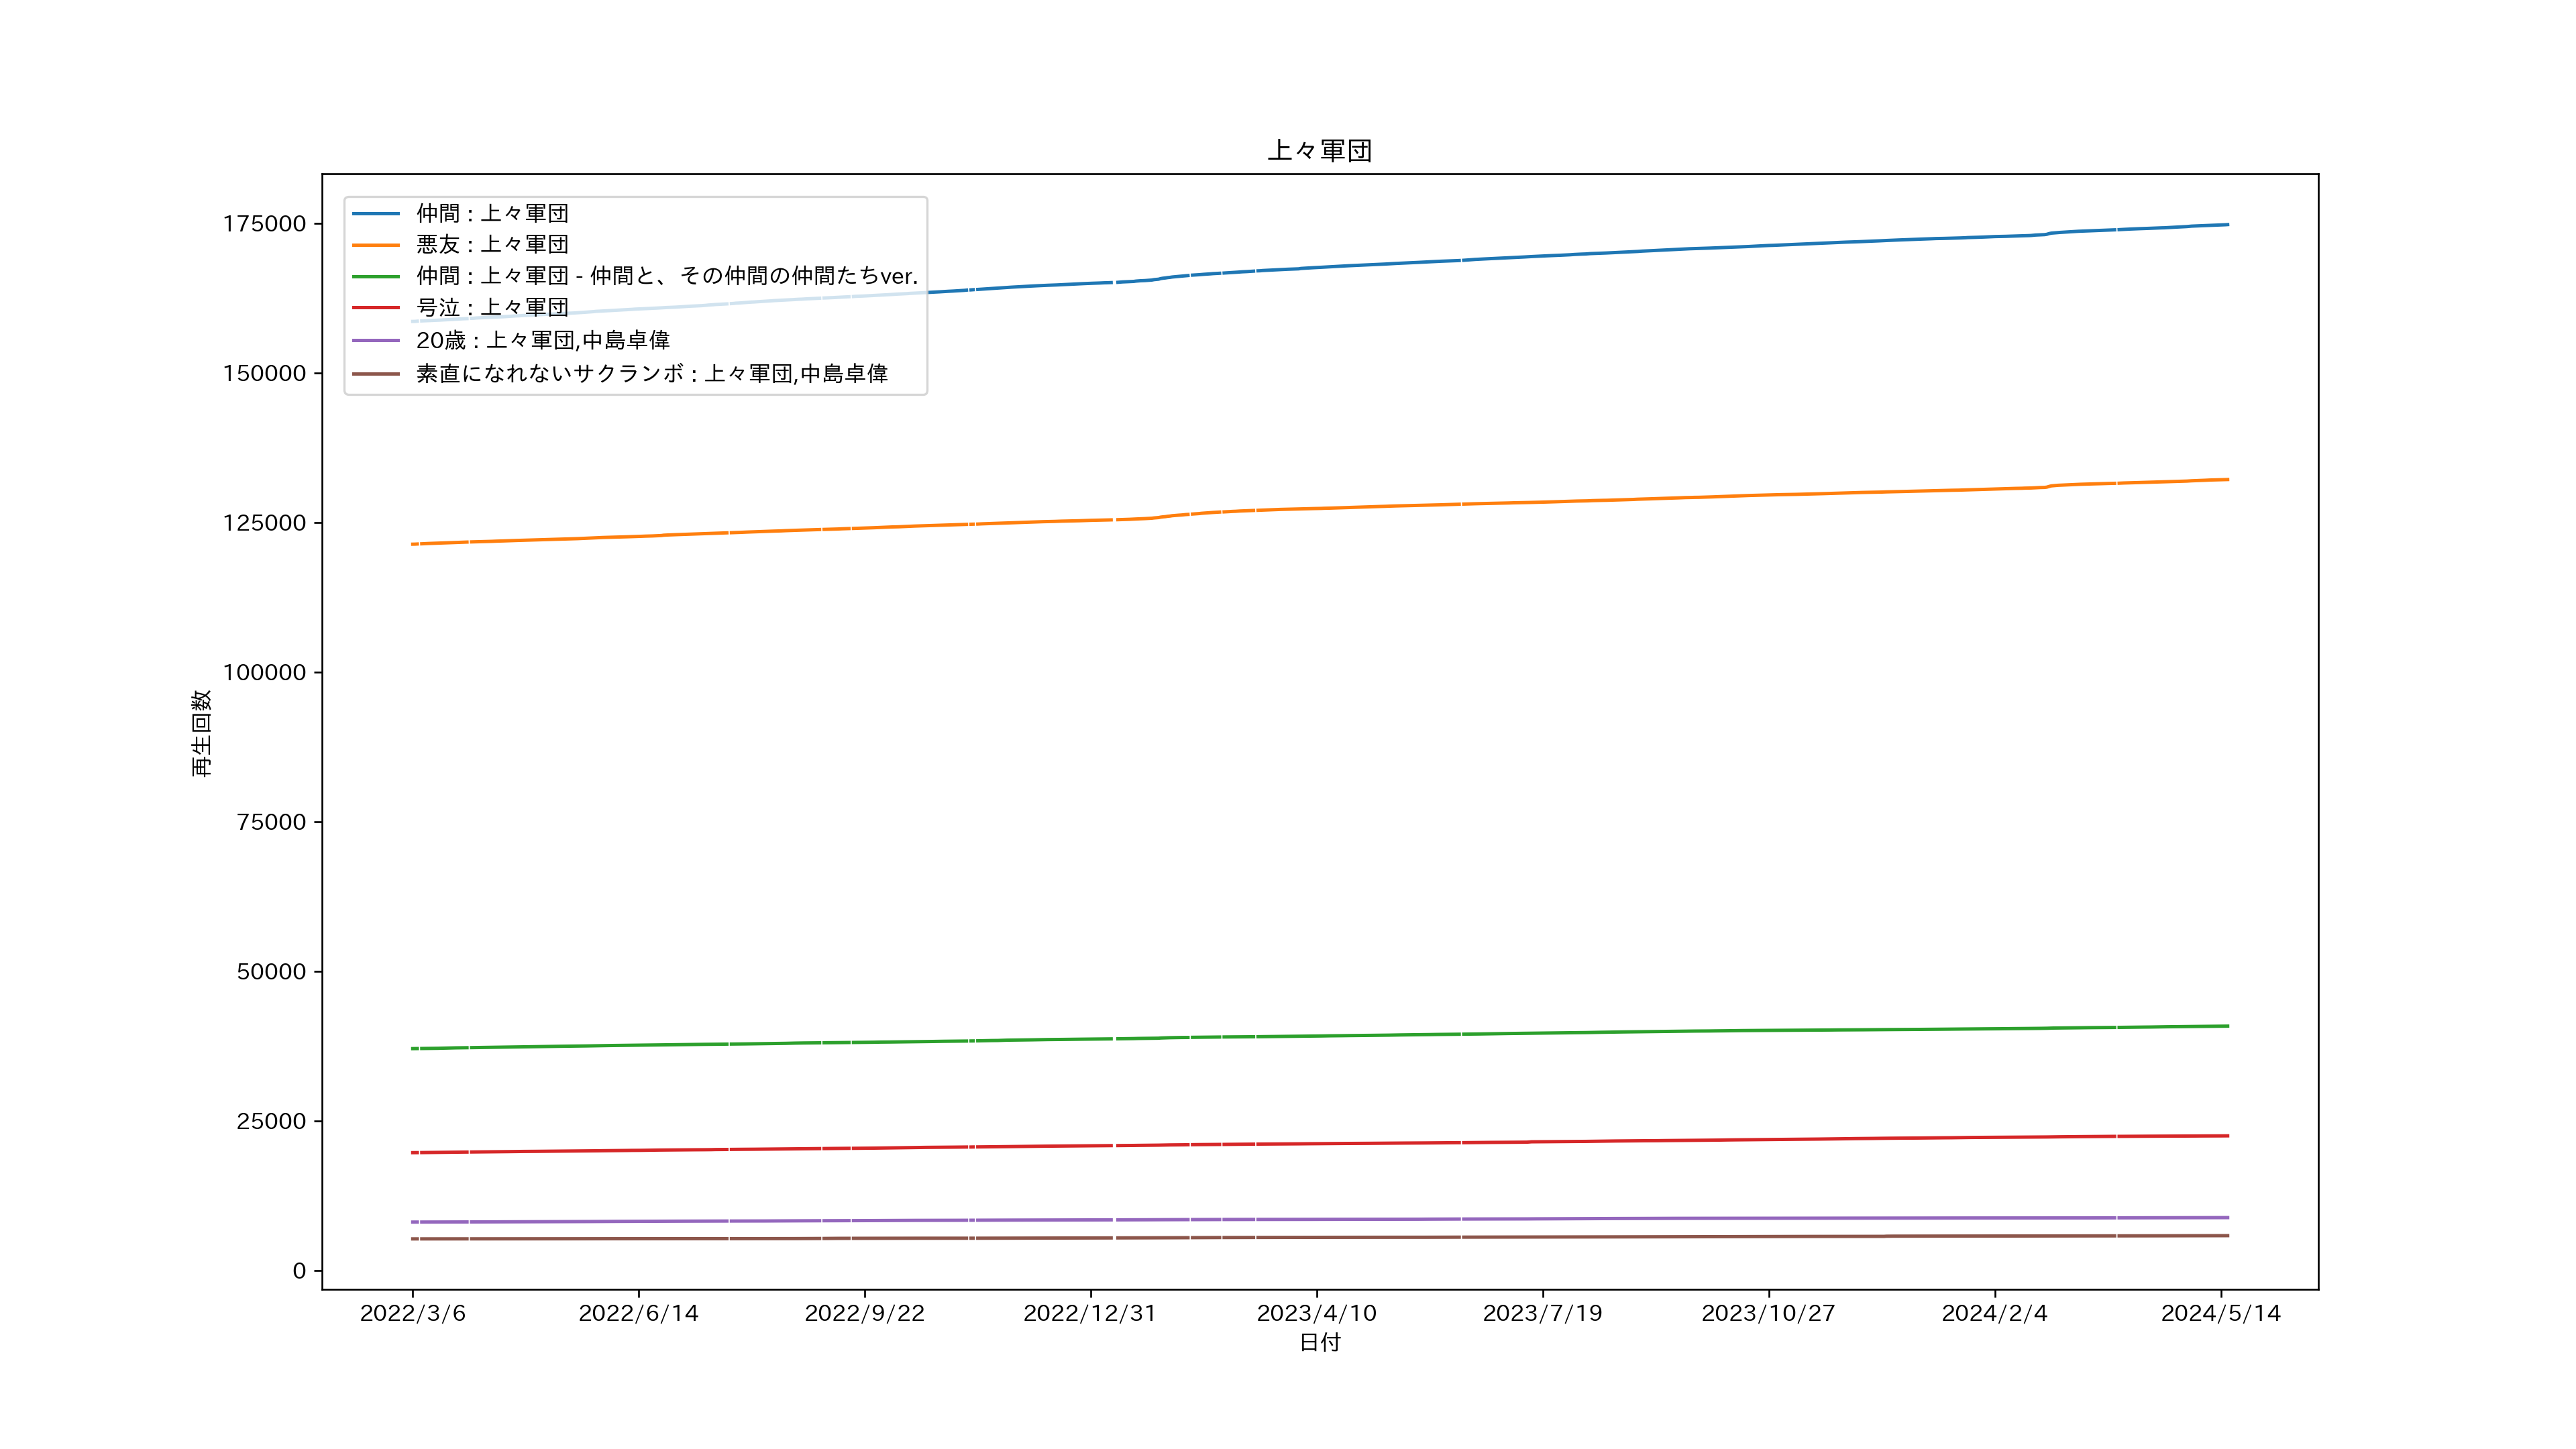 上々軍団
仲間 : 上々軍団
悪友 : 上々軍団
仲間 : 上々軍団 - 仲間と、その仲間の仲間たちver.
号泣 : 上々軍団
20歳 : 上々軍団,中島卓偉
素直になれないサクランボ : 上々軍団,中島卓偉
175000
150000
125000
100000
75000
50000
25000
0
再生回数
2022/3/6 2022/6/14 2022/9/22 2022/12/31 2023/4/10 2023/7/19 2023/10/27 2024/2/4 2024/5/14
日付